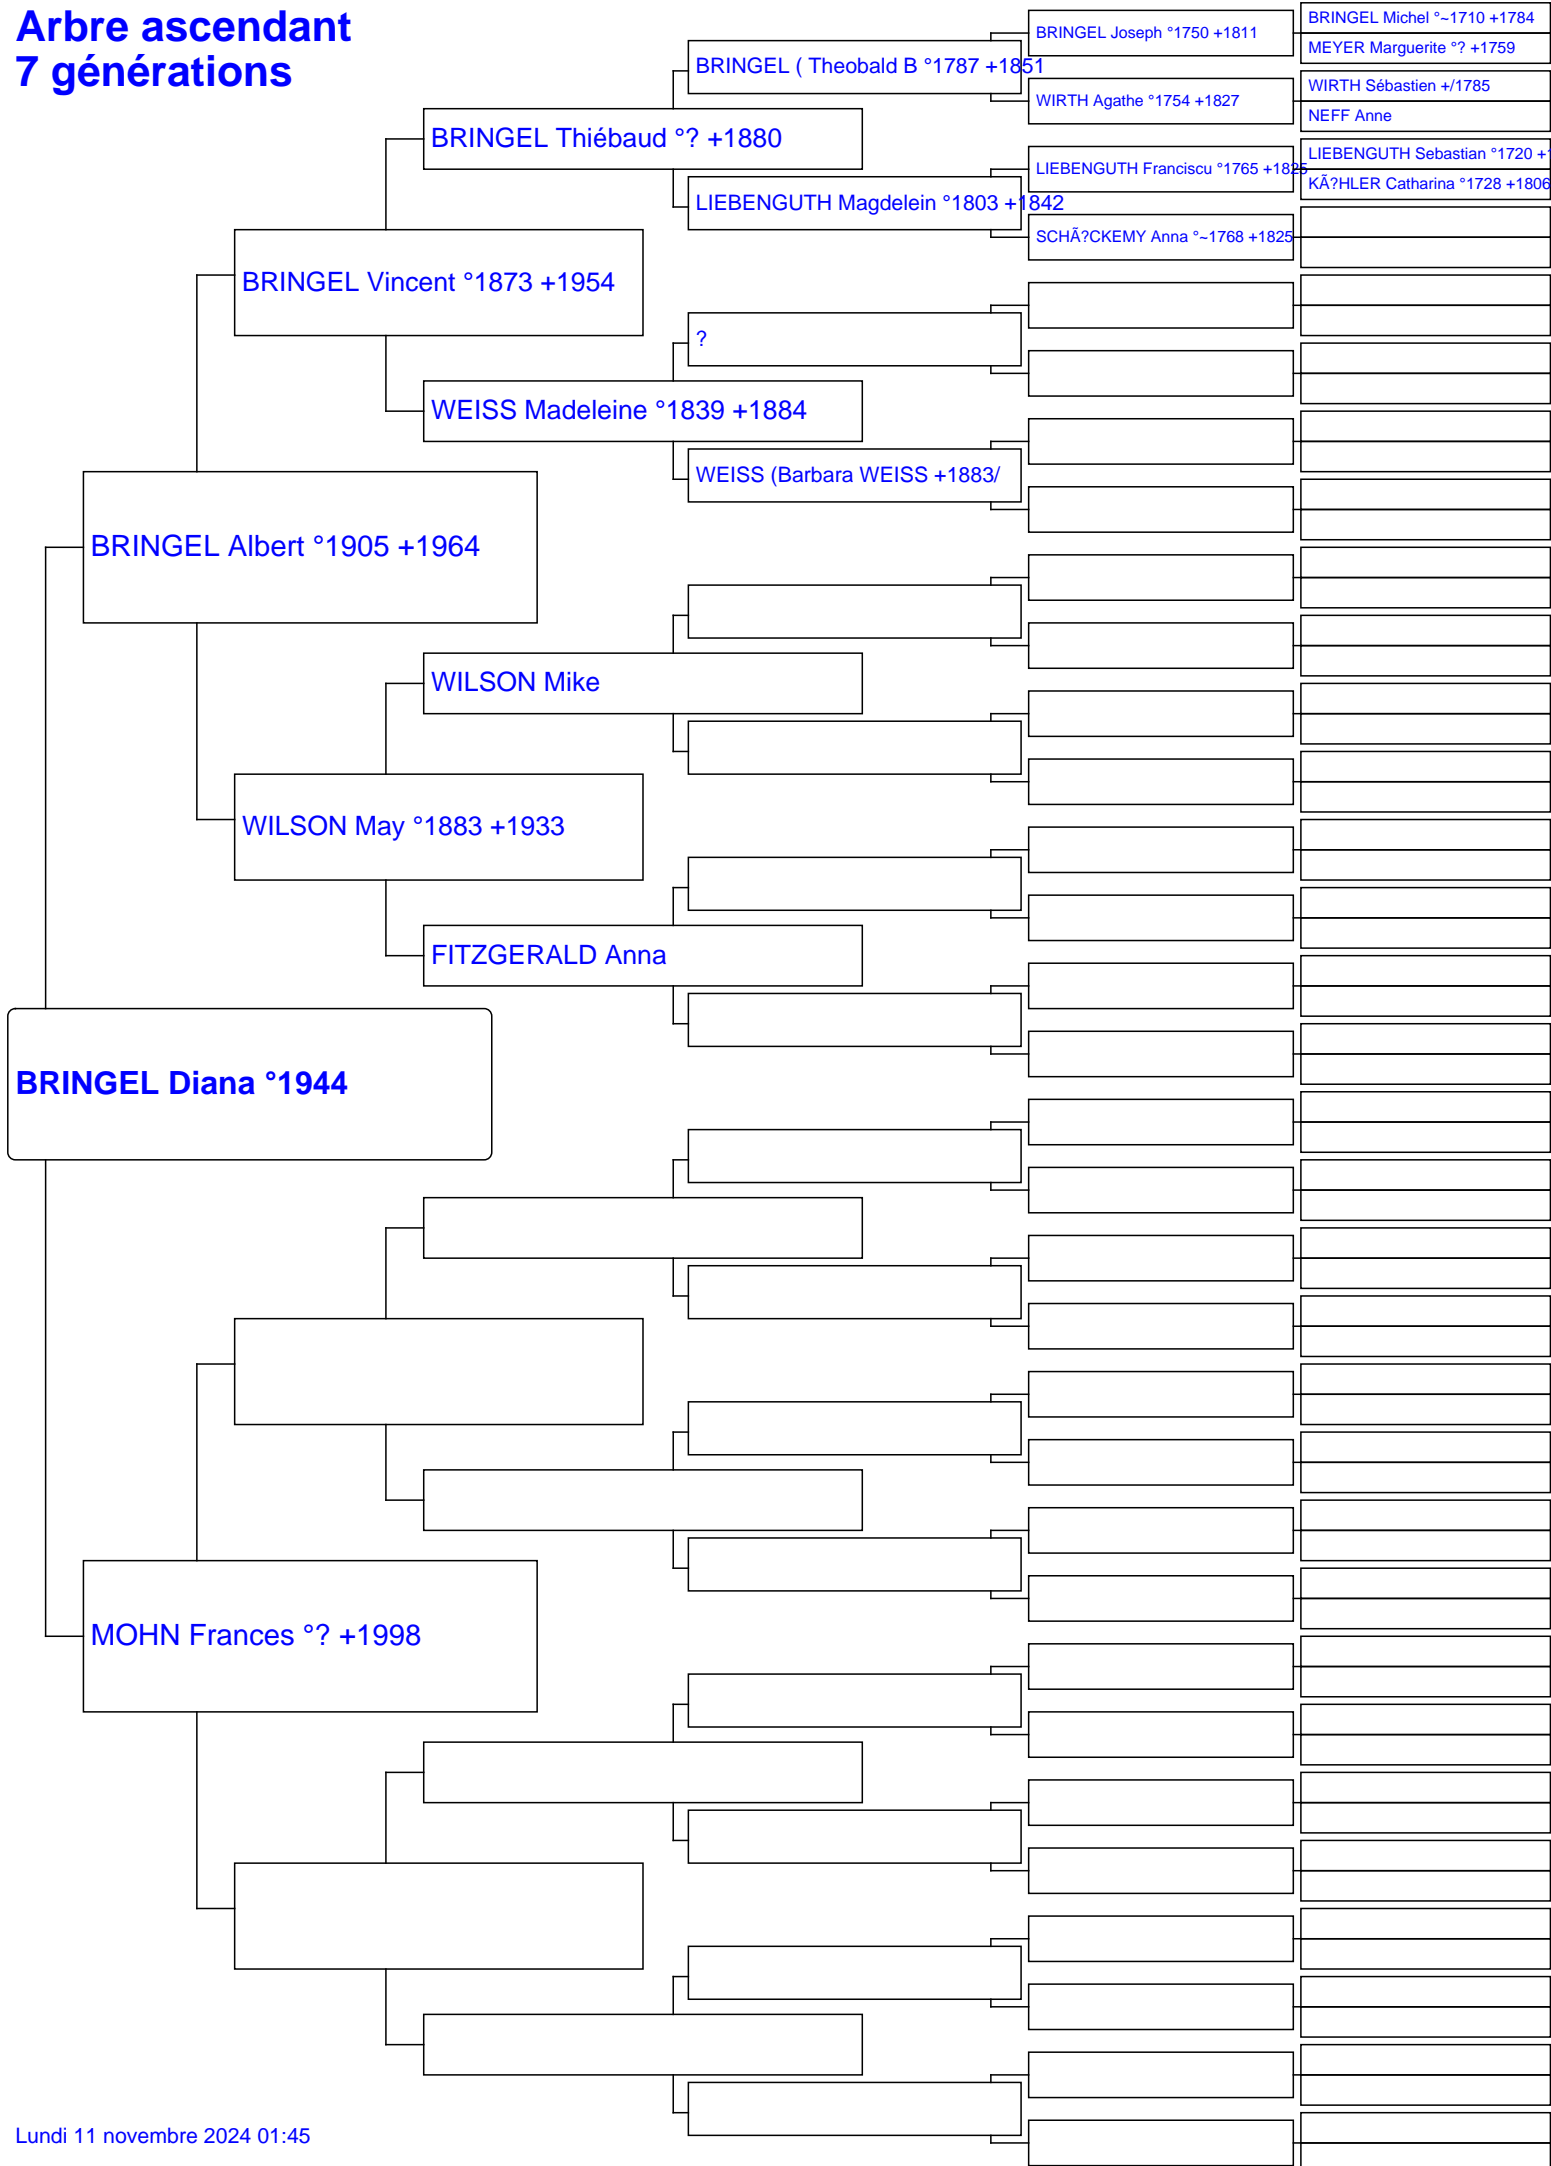 Arbre ascendant
7 générations
BRINGEL Michel °~1710 +1784
BRINGEL Joseph °1750 +1811
MEYER Marguerite °? +1759
BRINGEL ( Theobald B °1787 +1851
WIRTH Sébastien +/1785
WIRTH Agathe °1754 +1827
NEFF Anne
BRINGEL Thiébaud °? +1880
LIEBENGUTH Sebastian °1720 +1
LIEBENGUTH Franciscu °1765 +1825
KÃ?HLER Catharina °1728 +1806
LIEBENGUTH Magdelein °1803 +1842
SCHÃ?CKEMY Anna °~1768 +1825
BRINGEL Vincent °1873 +1954
?
WEISS Madeleine °1839 +1884
WEISS (Barbara WEISS +1883/
BRINGEL Albert °1905 +1964
WILSON Mike
WILSON May °1883 +1933
FITZGERALD Anna
BRINGEL Diana °1944
MOHN Frances °? +1998
Lundi 11 novembre 2024 01:45